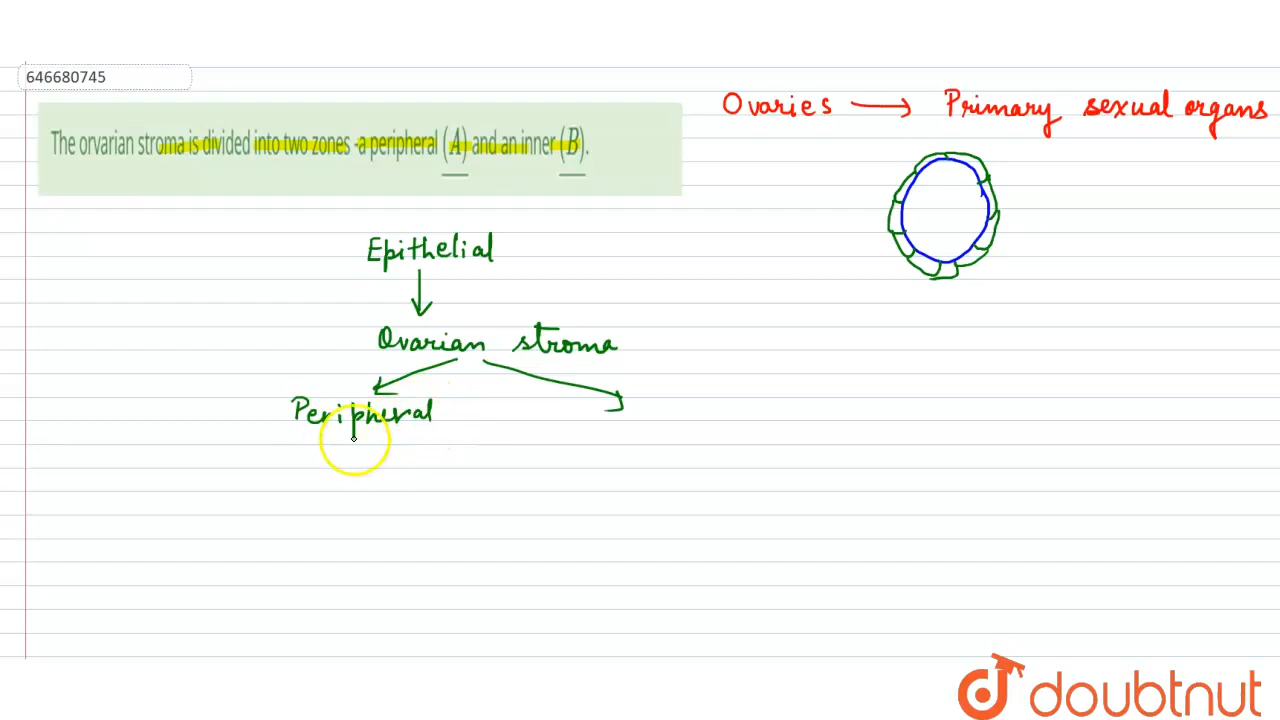 646680745
The orvarian stroma is divided into two zones -a peripheral (A) and an inner (B).
Ovaries → Primary sexual organs
Epithelial
Ovarian stroma
Peripheral
doubtnut